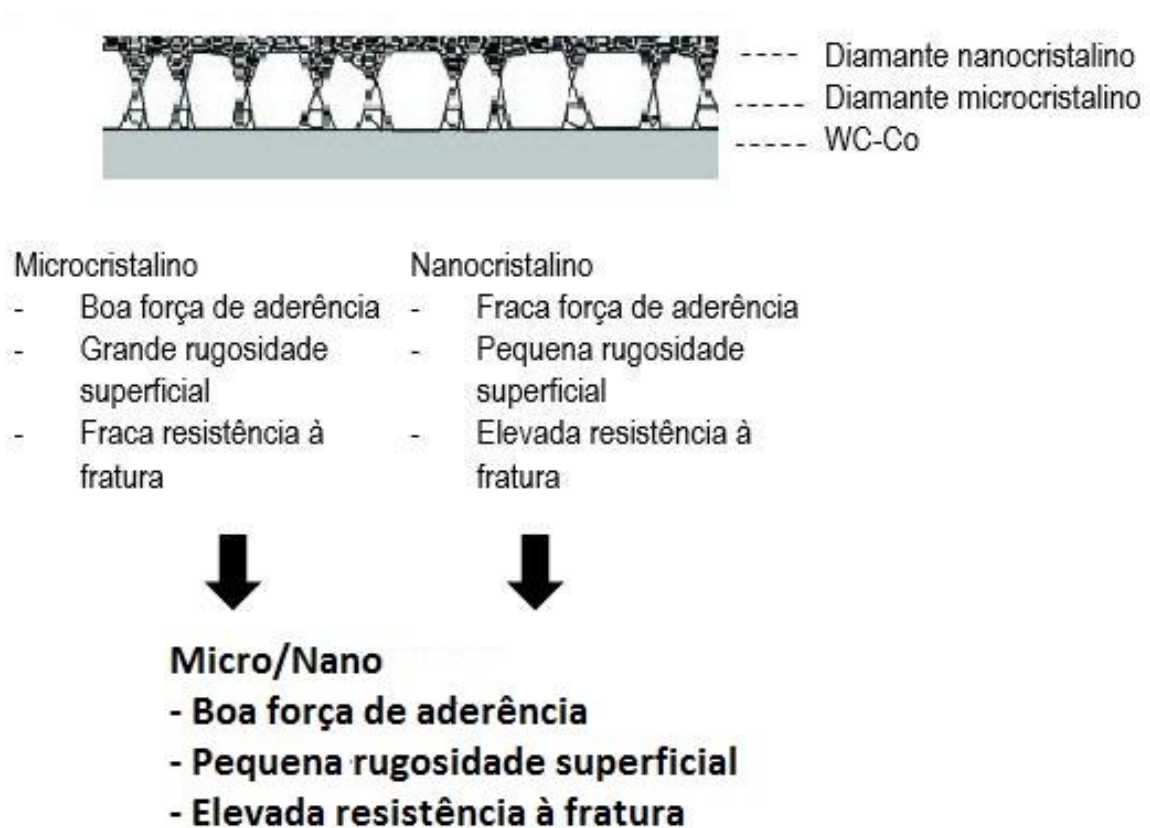 Diamante nanocristalino
Diamante microcristalino
WC-Co
Microcristalino
- Boa força de aderência
- Grande rugosidade
superficial
- Fraca resistência à
fratura
Nanocristalino
- Fraca força de aderência
- Pequena rugosidade
superficial
- Elevada resistência à
fratura
Micro/Nano
- Boa força de aderência
- Pequena rugosidade superficial
- Elevada resistência à fratura